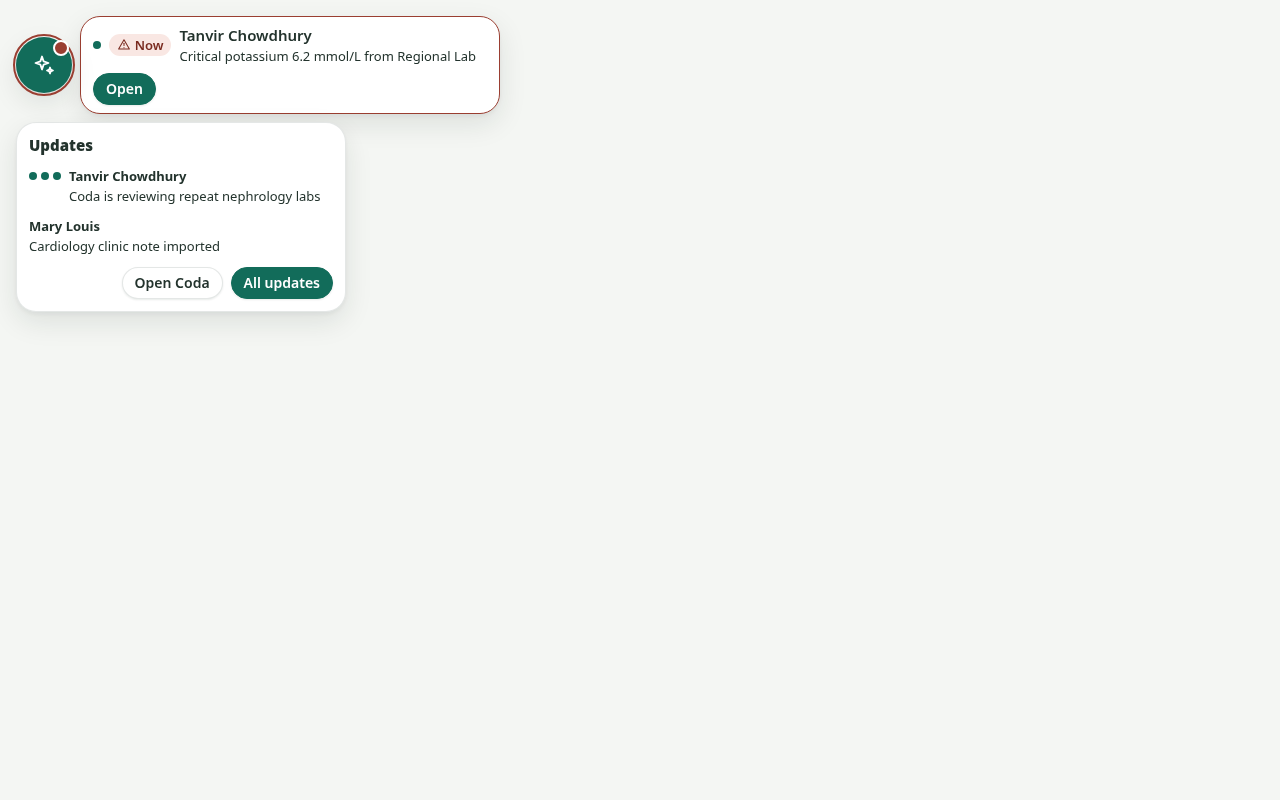 Now
Tanvir Chowdhury
Critical potassium 6.2 mmol/L from Regional Lab
Open
Updates
Tanvir Chowdhury
Coda is reviewing repeat nephrology labs
Mary Louis
Cardiology clinic note imported
Open Coda
All updates